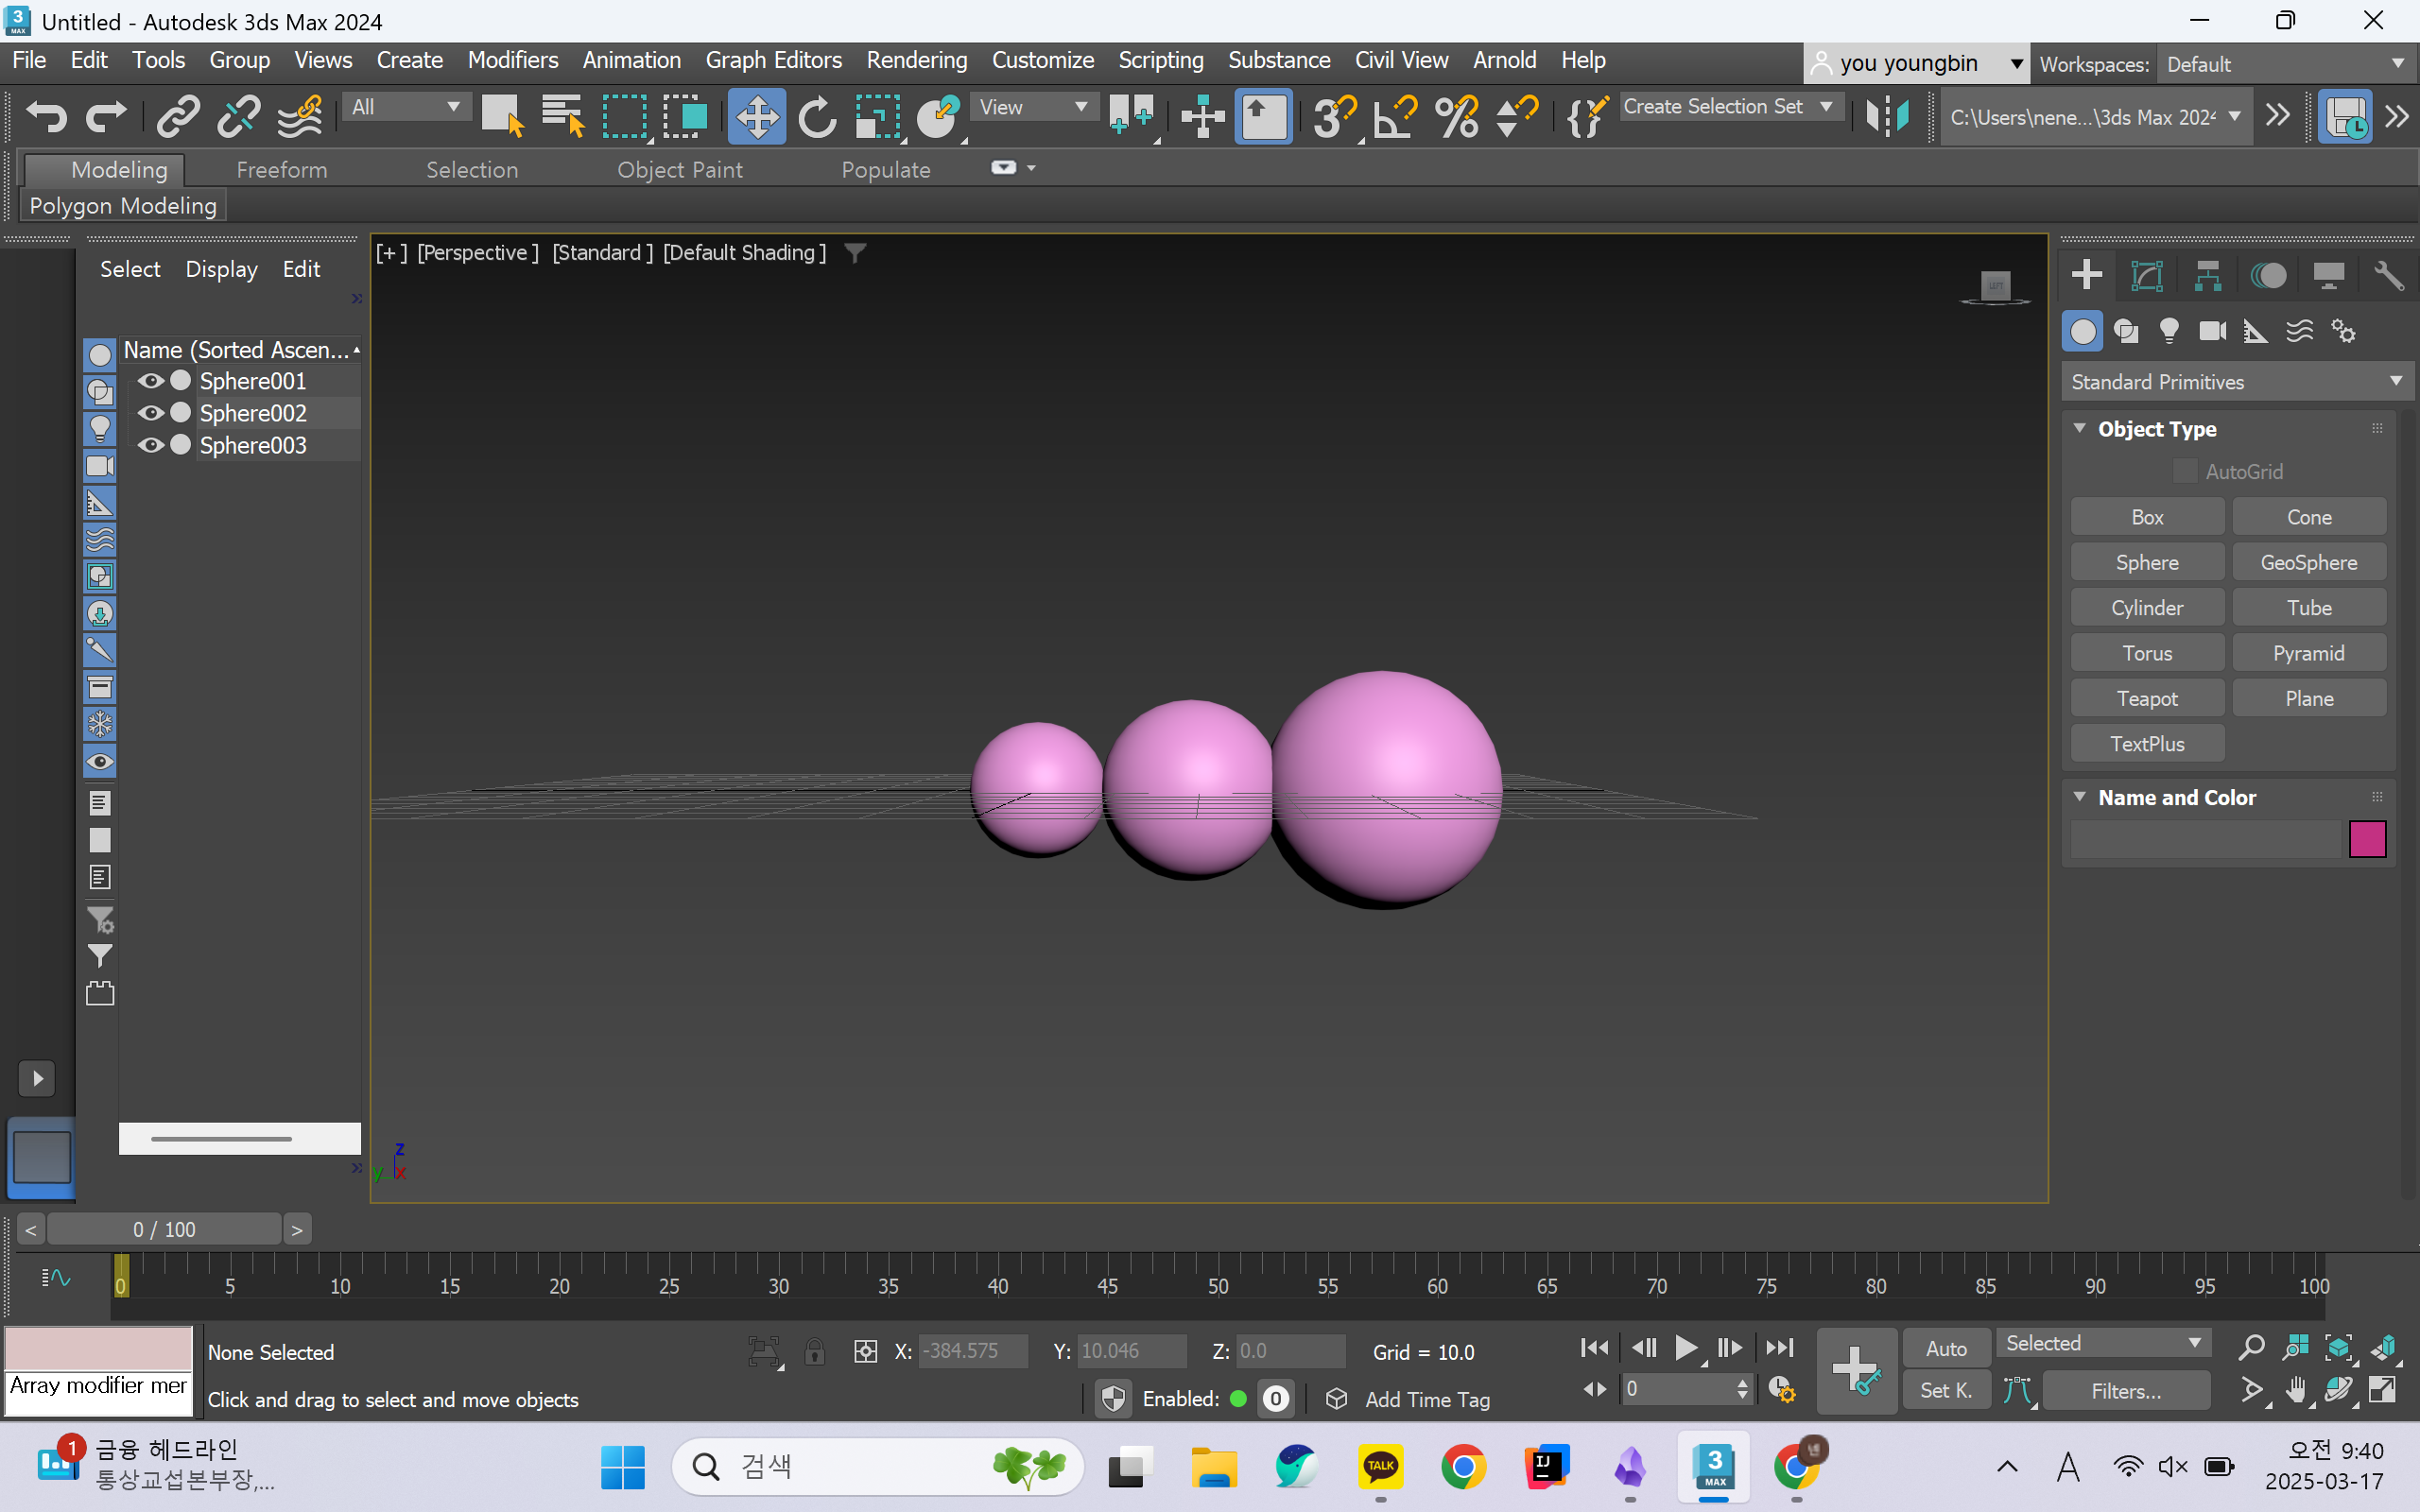 Untitled - Autodesk 3ds Max 2024
File Edit Tools Group Views Create Modifiers Animation Graph Editors Rendering Customize Scripting Substance Civil View Arnold Help
you youngbin Workspaces: Default
All View Create Selection Set C:\Users\nene...\3ds Max 2024
Modeling Freeform Selection Object Paint Populate
Polygon Modeling
Select Display Edit
Name (Sorted Ascen...
Sphere001
Sphere002
Sphere003
[+] [Perspective] [Standard] [Default Shading]
LEFT
z
y x
Standard Primitives
Object Type
AutoGrid
Box Cone
Sphere GeoSphere
Cylinder Tube
Torus Pyramid
Teapot Plane
TextPlus
Name and Color
< 0 / 100 >
0 5 10 15 20 25 30 35 40 45 50 55 60 65 70 75 80 85 90 95 100
None Selected X: -384.575 Y: 10.046 Z: 0.0 Grid = 10.0
Auto Selected
Array modifier mer
Click and drag to select and move objects
Enabled: 0 Add Time Tag
0
Set K. Filters...
1 금융 헤드라인
통상교섭본부장,...
검색
TALK
IJ
3
MAX
A
오전 9:40
2025-03-17